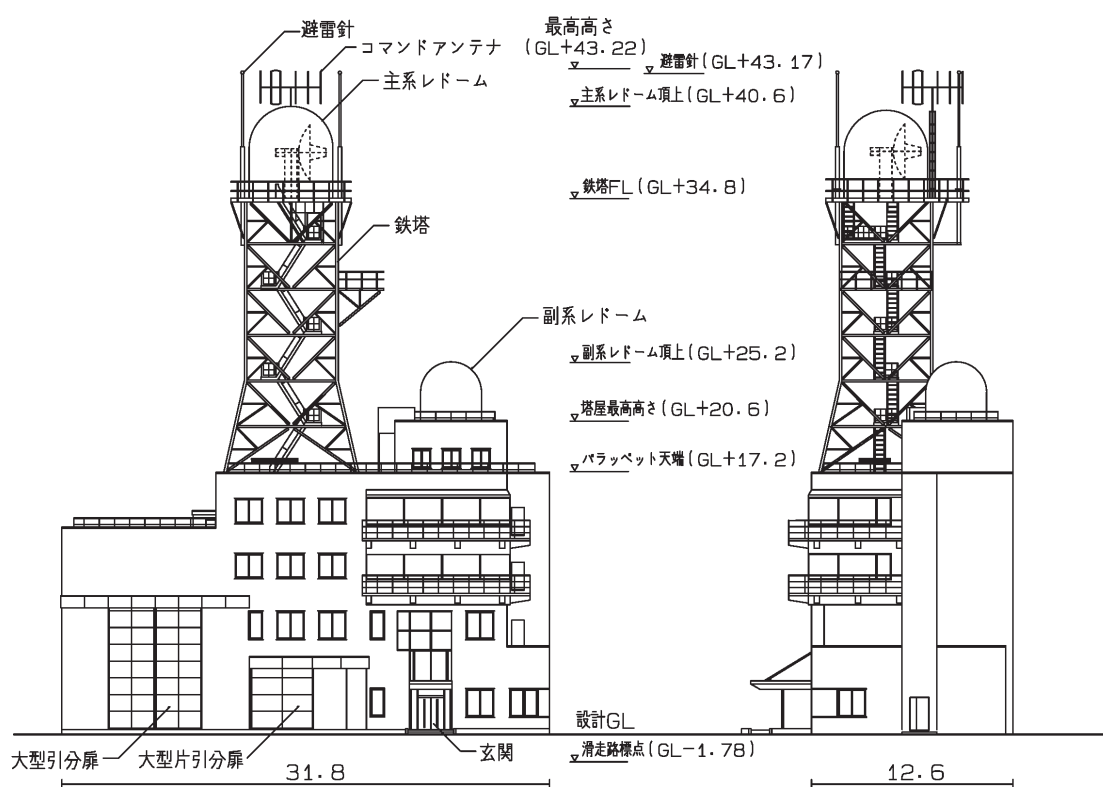 避雷針
コマンドアンテナ
主系レドーム
最高高さ
(GL+43.22)
避雷針(GL+43.17)
主系レドーム頂上(GL+40.6)
鉄塔FL(GL+34.8)
鉄塔
副系レドーム
副系レドーム頂上(GL+25.2)
塔屋最高高さ(GL+20.6)
パラッペット天端(GL+17.2)
設計GL
滑走路標点(GL-1.78)
大型引分扉
大型片引分扉
玄関
31.8
12.6